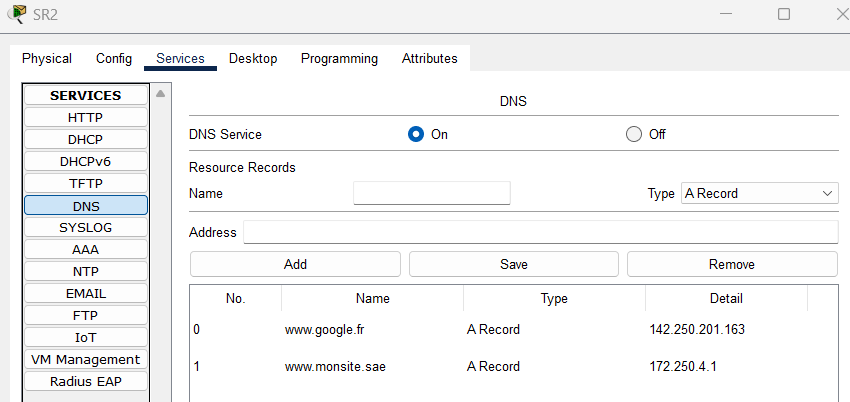 SR2
Physical Config Services Desktop Programming Attributes
SERVICES
HTTP
DHCP
DHCPv6
TFTP
DNS
SYSLOG
AAA
NTP
EMAIL
FTP
IoT
VM Management
Radius EAP
DNS
DNS Service On Off
Resource Records
Name Type A Record
Address
Add Save Remove
No. Name Type Detail
0 www.google.fr A Record 142.250.201.163
1 www.monsite.sae A Record 172.250.4.1